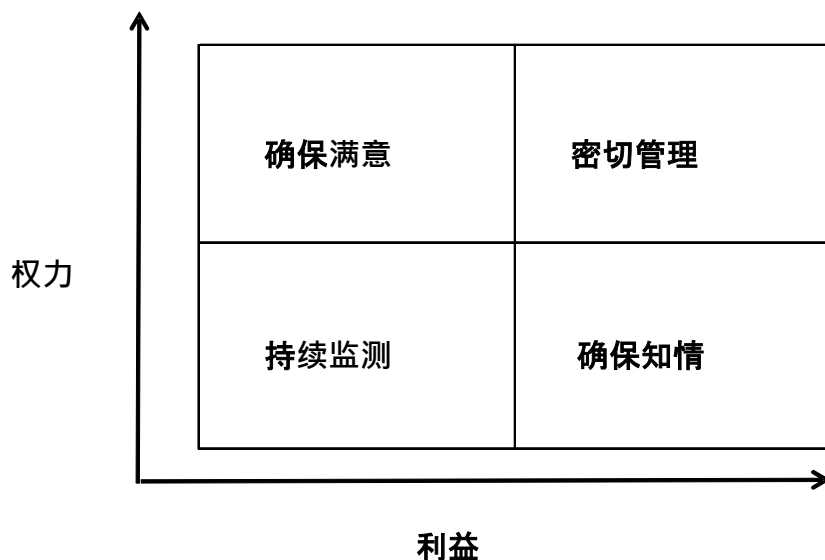 确保满意
密切管理
权力
持续监测
确保知情
利益